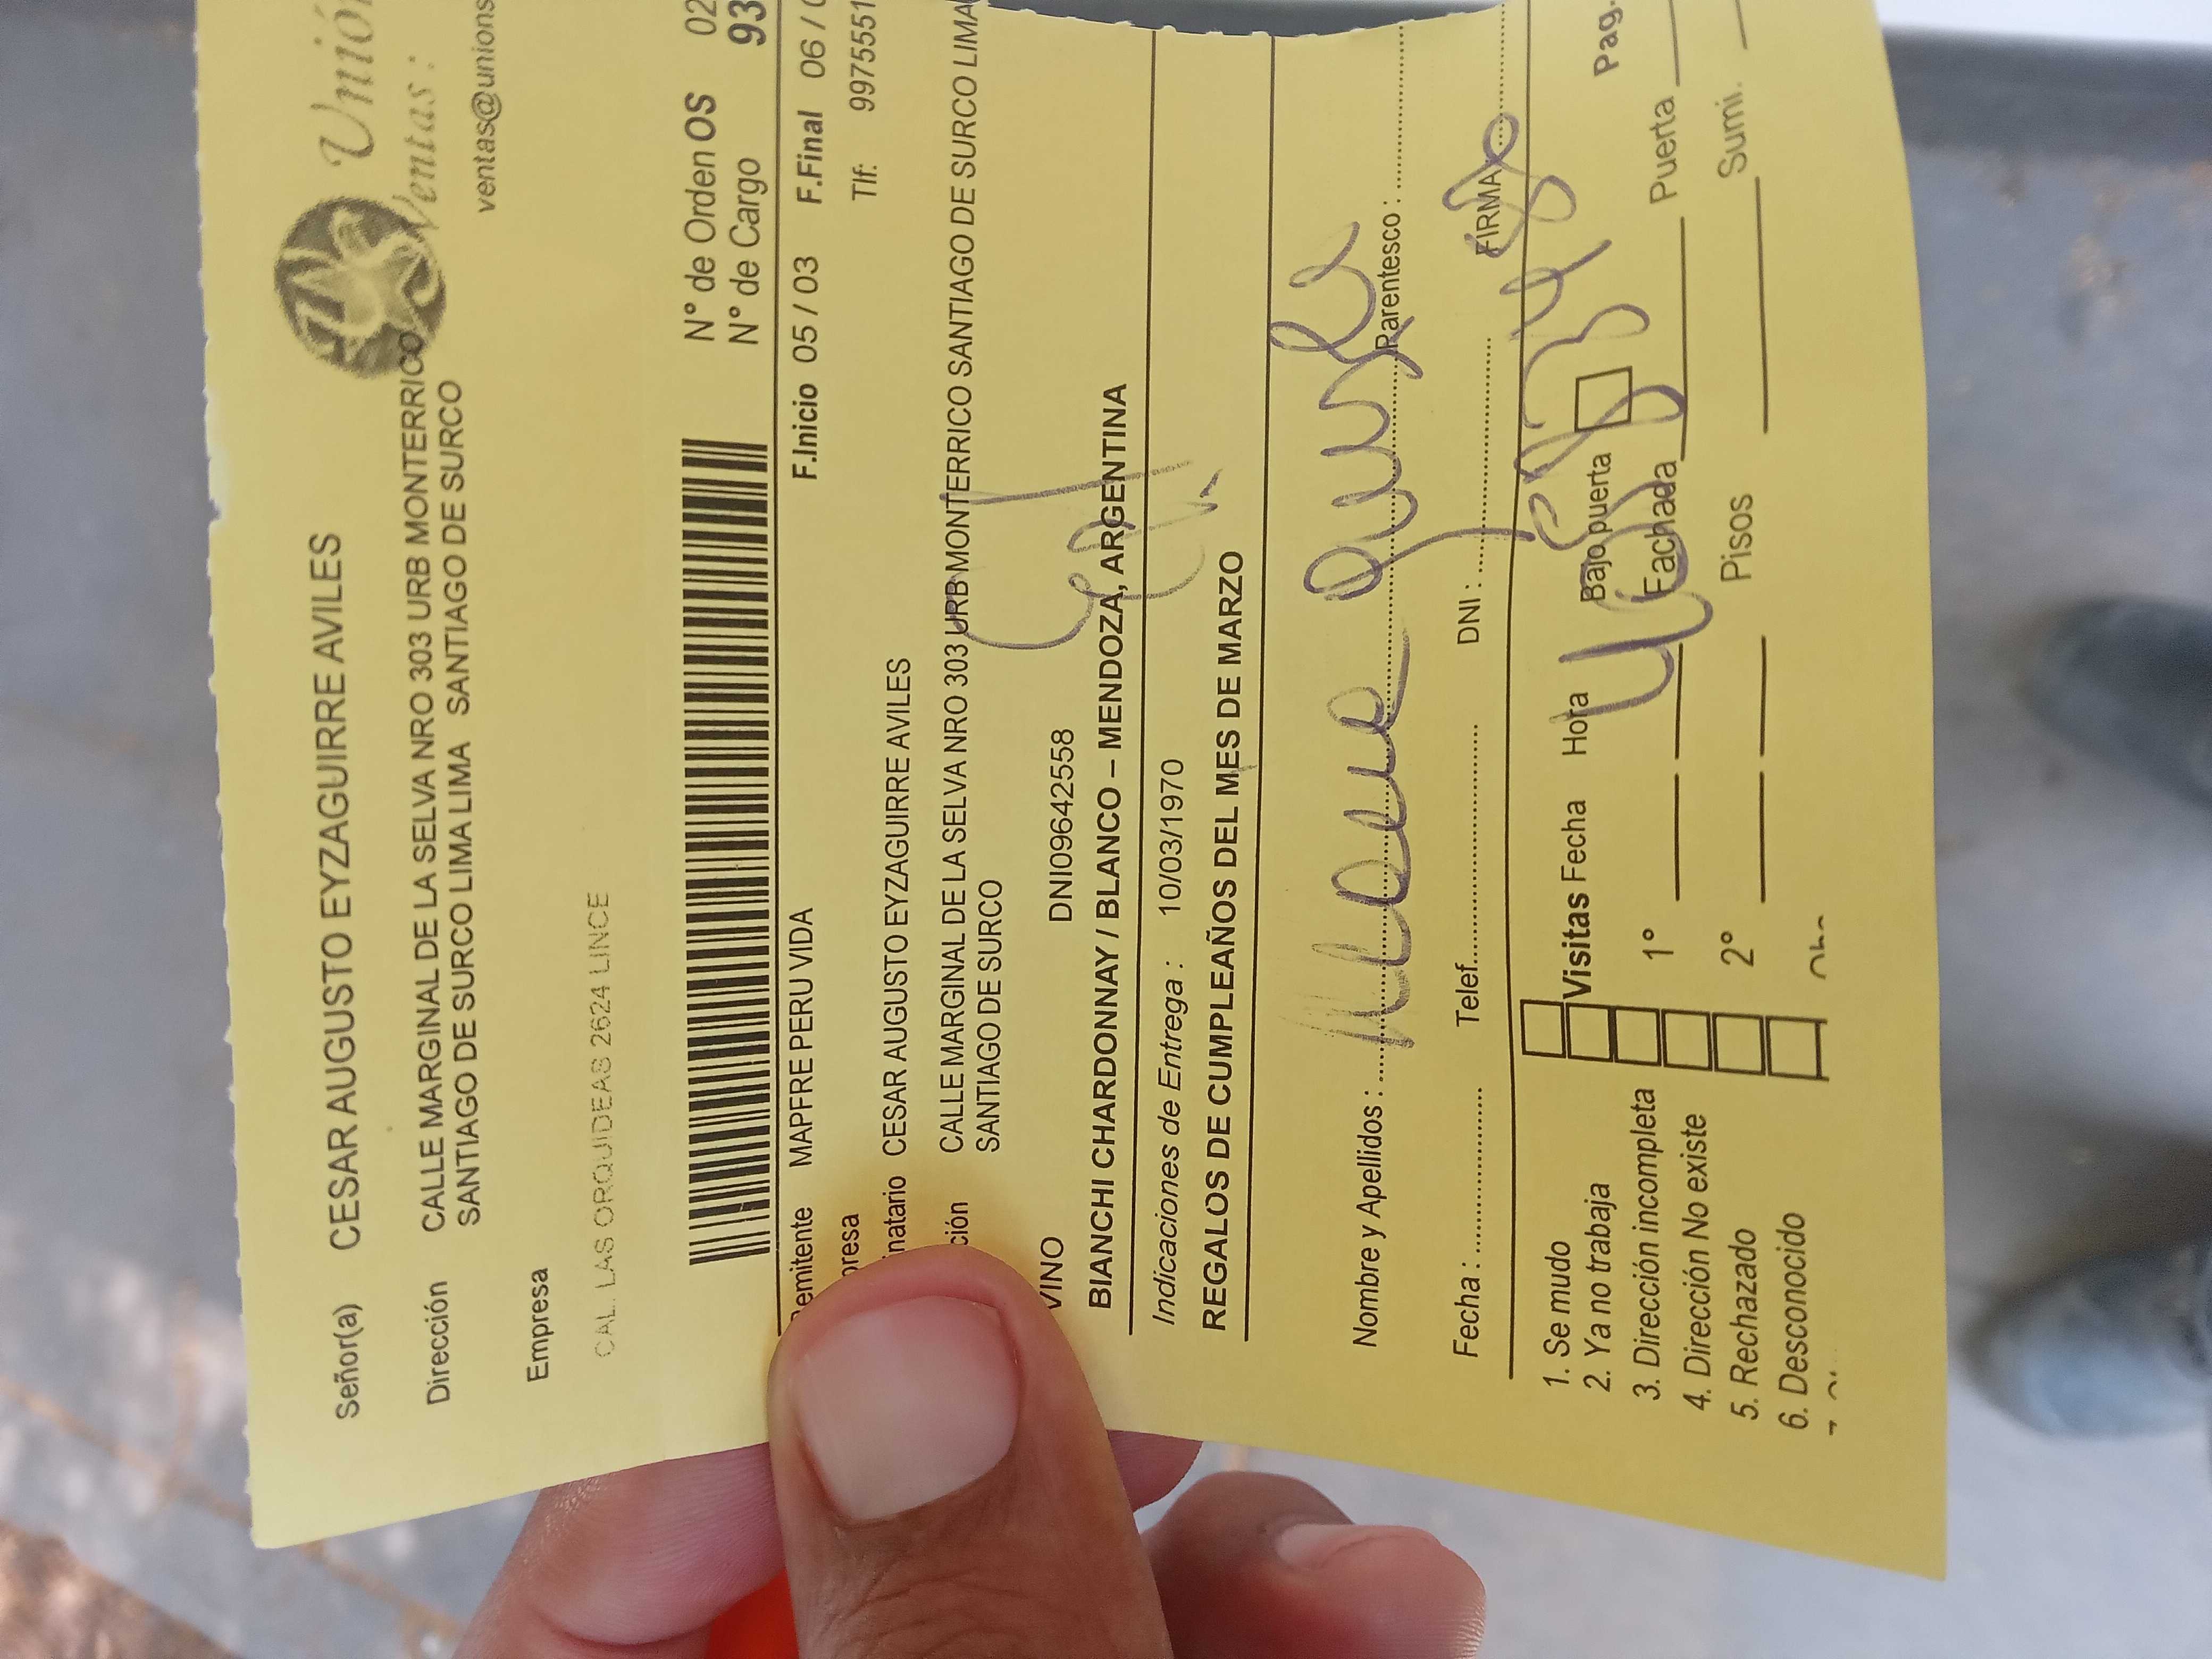 Señor(a) CESAR AUGUSTO EYZAGUIRRE AVILES
Unión
Ventas :
ventas@unions
Dirección CALLE MARGINAL DE LA SELVA NRO 303 URB MONTERRICO
SANTIAGO DE SURCO LIMA LIMA SANTIAGO DE SURCO
Empresa
CAL. LAS ORQUIDEAS 2624 LINCE
N° de Orden OS 02
N° de Cargo 93
emitente MAPFRE PERU VIDA F.Inicio 05 / 03 F.Final 06 /
presa Tlf: 9975551
natario CESAR AUGUSTO EYZAGUIRRE AVILES
ción CALLE MARGINAL DE LA SELVA NRO 303 URB MONTERRICO SANTIAGO DE SURCO LIMA
SANTIAGO DE SURCO
VINO DNI09642558
BIANCHI CHARDONNAY / BLANCO – MENDOZA, ARGENTINA
Indicaciones de Entrega : 10/03/1970
REGALOS DE CUMPLEAÑOS DEL MES DE MARZO
Nombre y Apellidos : Parentesco :
Fecha : Telef. DNI : FIRMA
1. Se mudo Visitas Fecha Hora Bajo puerta Pag.
2. Ya no trabaja
3. Dirección incompleta 1° Fachada Puerta
4. Dirección No existe
5. Rechazado 2° Pisos Sumi.
6. Desconocido